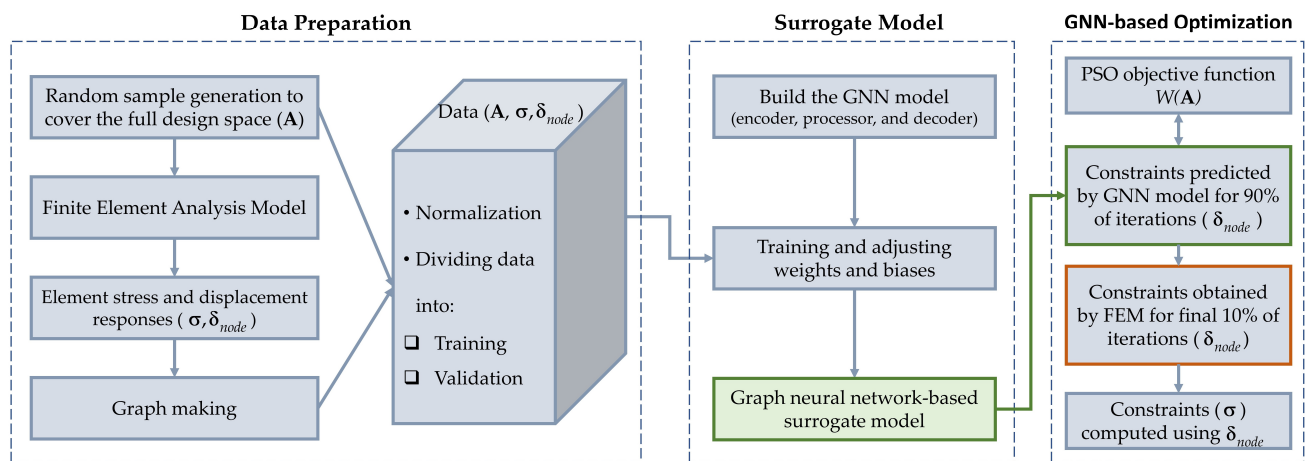 Data Preparation
Random sample generation to
cover the full design space (A)
Finite Element Analysis Model
Element stress and displacement
responses ( σ,δnode )
Graph making
Data (A, σ,δnode )
• Normalization
• Dividing data
into:
❑ Training
❑ Validation
Surrogate Model
Build the GNN model
(encoder, processor, and decoder)
Training and adjusting
weights and biases
Graph neural network-based
surrogate model
GNN-based Optimization
PSO objective function
W(A)
Constraints predicted
by GNN model for 90%
of iterations ( δnode )
Constraints obtained
by FEM for final 10% of
iterations ( δnode)
Constraints ( σ )
computed using δnode